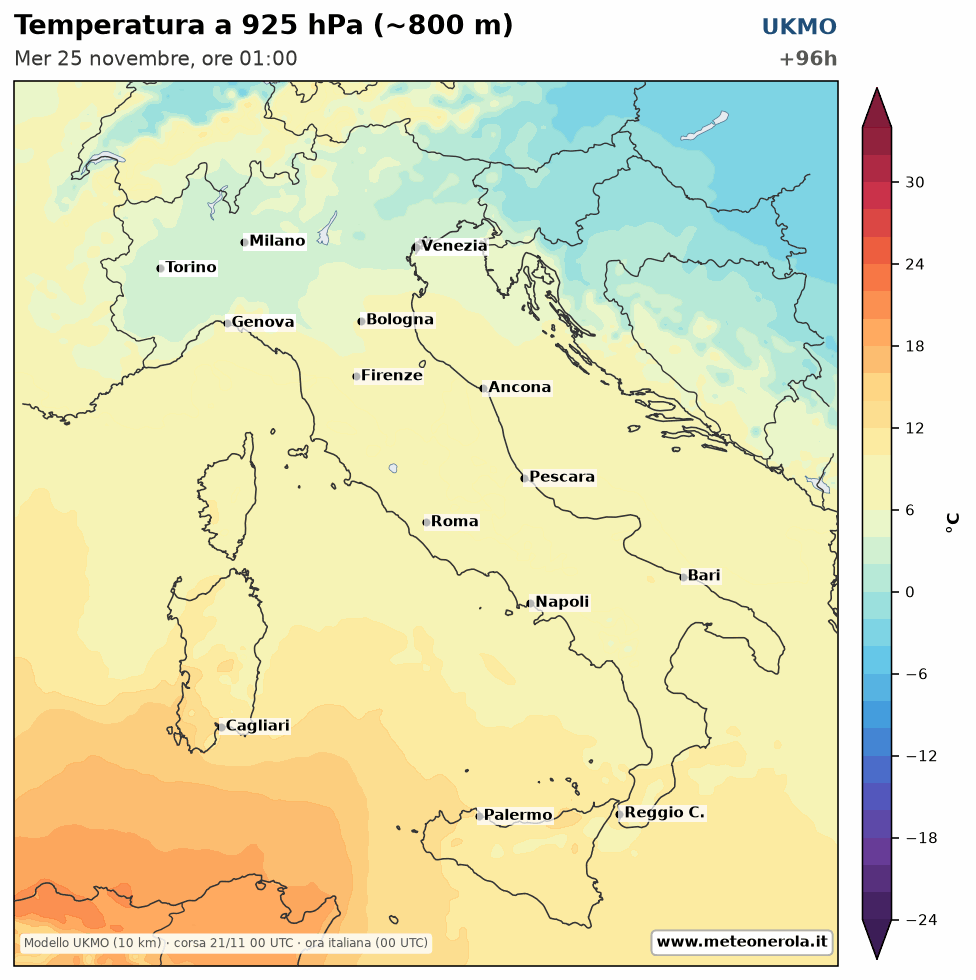 Temperatura a 925 hPa (~800 m)
UKMO
Mer 25 novembre, ore 01:00
+96h
Milano
Venezia
Torino
Genova
Bologna
Firenze
Ancona
Pescara
Roma
Bari
Napoli
Cagliari
Palermo
Reggio C.
30
24
18
12
6
0
−6
−12
−18
−24
°C
Modello UKMO (10 km) · corsa 21/11 00 UTC · ora italiana (00 UTC)
www.meteonerola.it